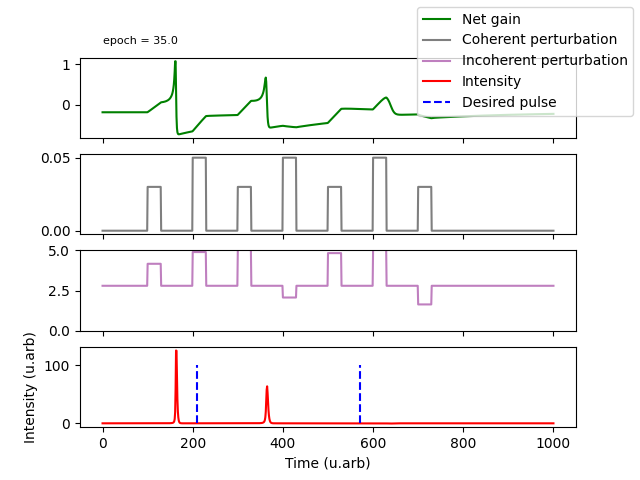 epoch = 35.0
Net gain
Coherent perturbation
Incoherent perturbation
Intensity
Desired pulse
1
0
0.05
0.00
5.0
2.5
0.0
100
0
Intensity (u.arb)
0 200 400 600 800 1000
Time (u.arb)